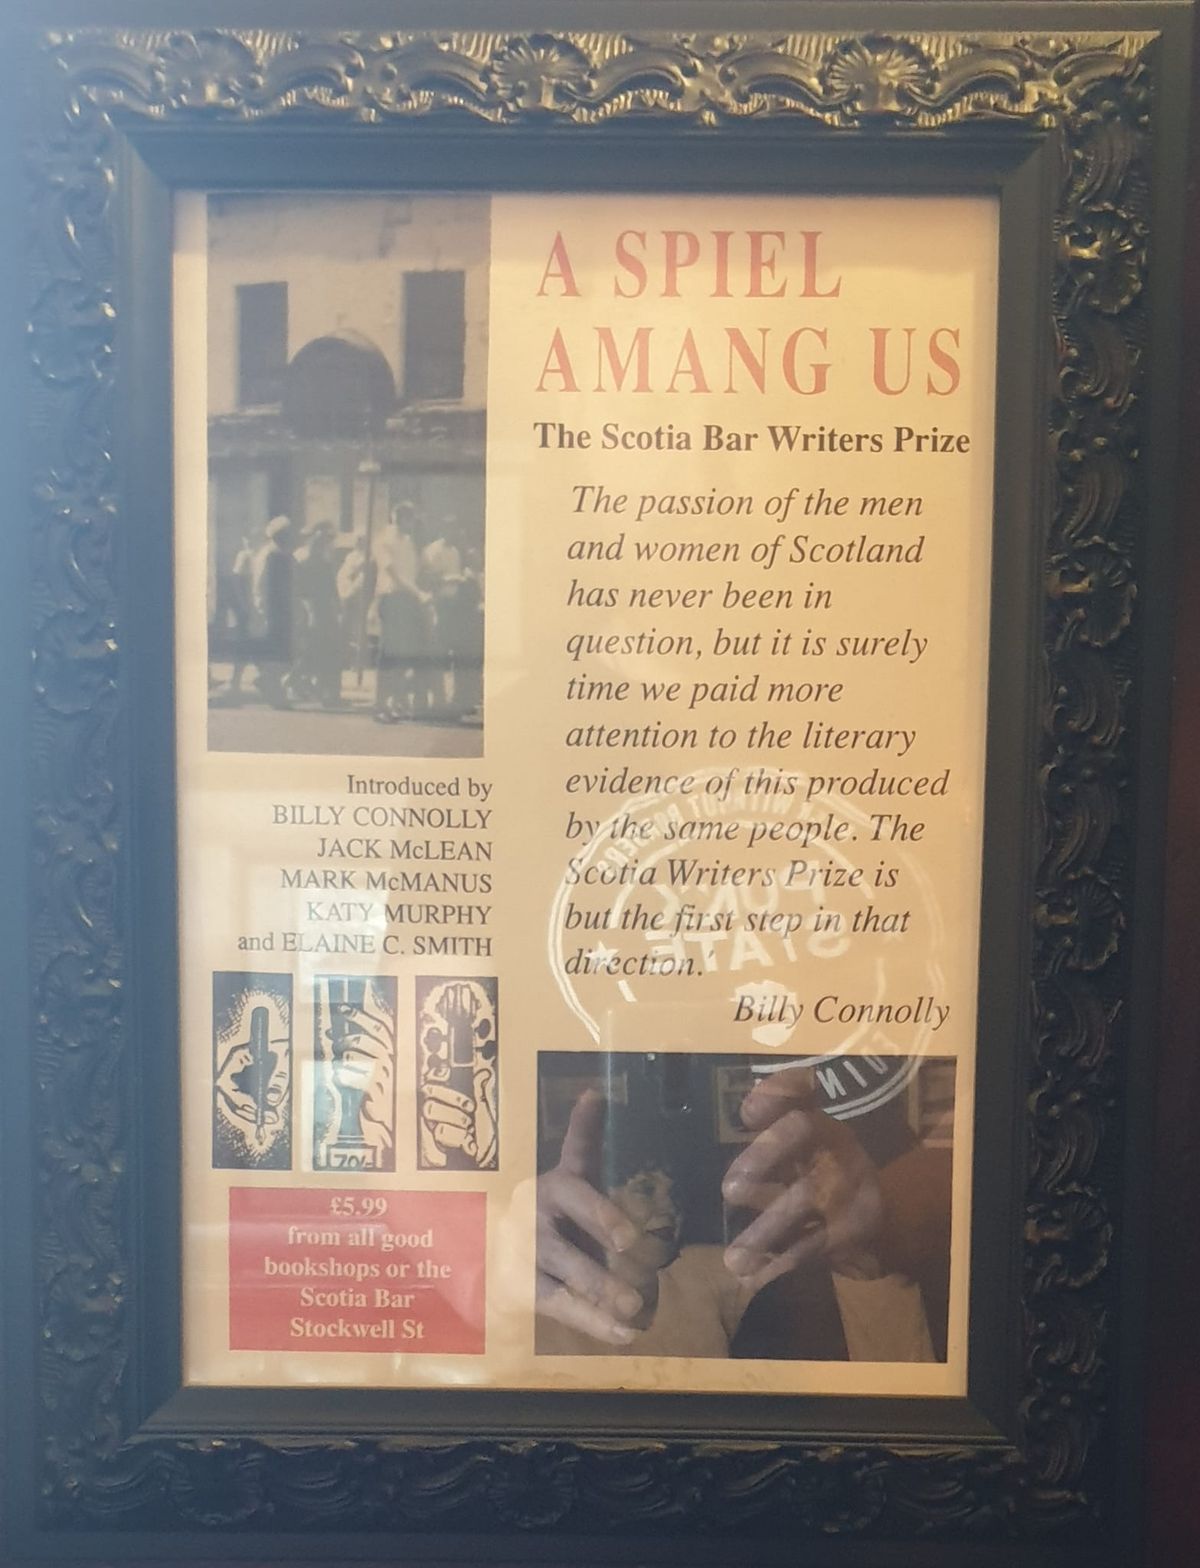 A SPIEL
AMANG US
The Scotia Bar Writers Prize
The passion of the men
and women of Scotland
has never been in
question, but it is surely
time we paid more
attention to the literary
evidence of this produced
by the same people. The
Scotia Writers Prize is
but the first step in that
direction.'
Billy Connolly
Introduced by
BILLY CONNOLLY
JACK McLEAN
MARK McMANUS
KATY MURPHY
and ELAINE C. SMITH
£5.99
from all good
bookshops or the
Scotia Bar
Stockwell St